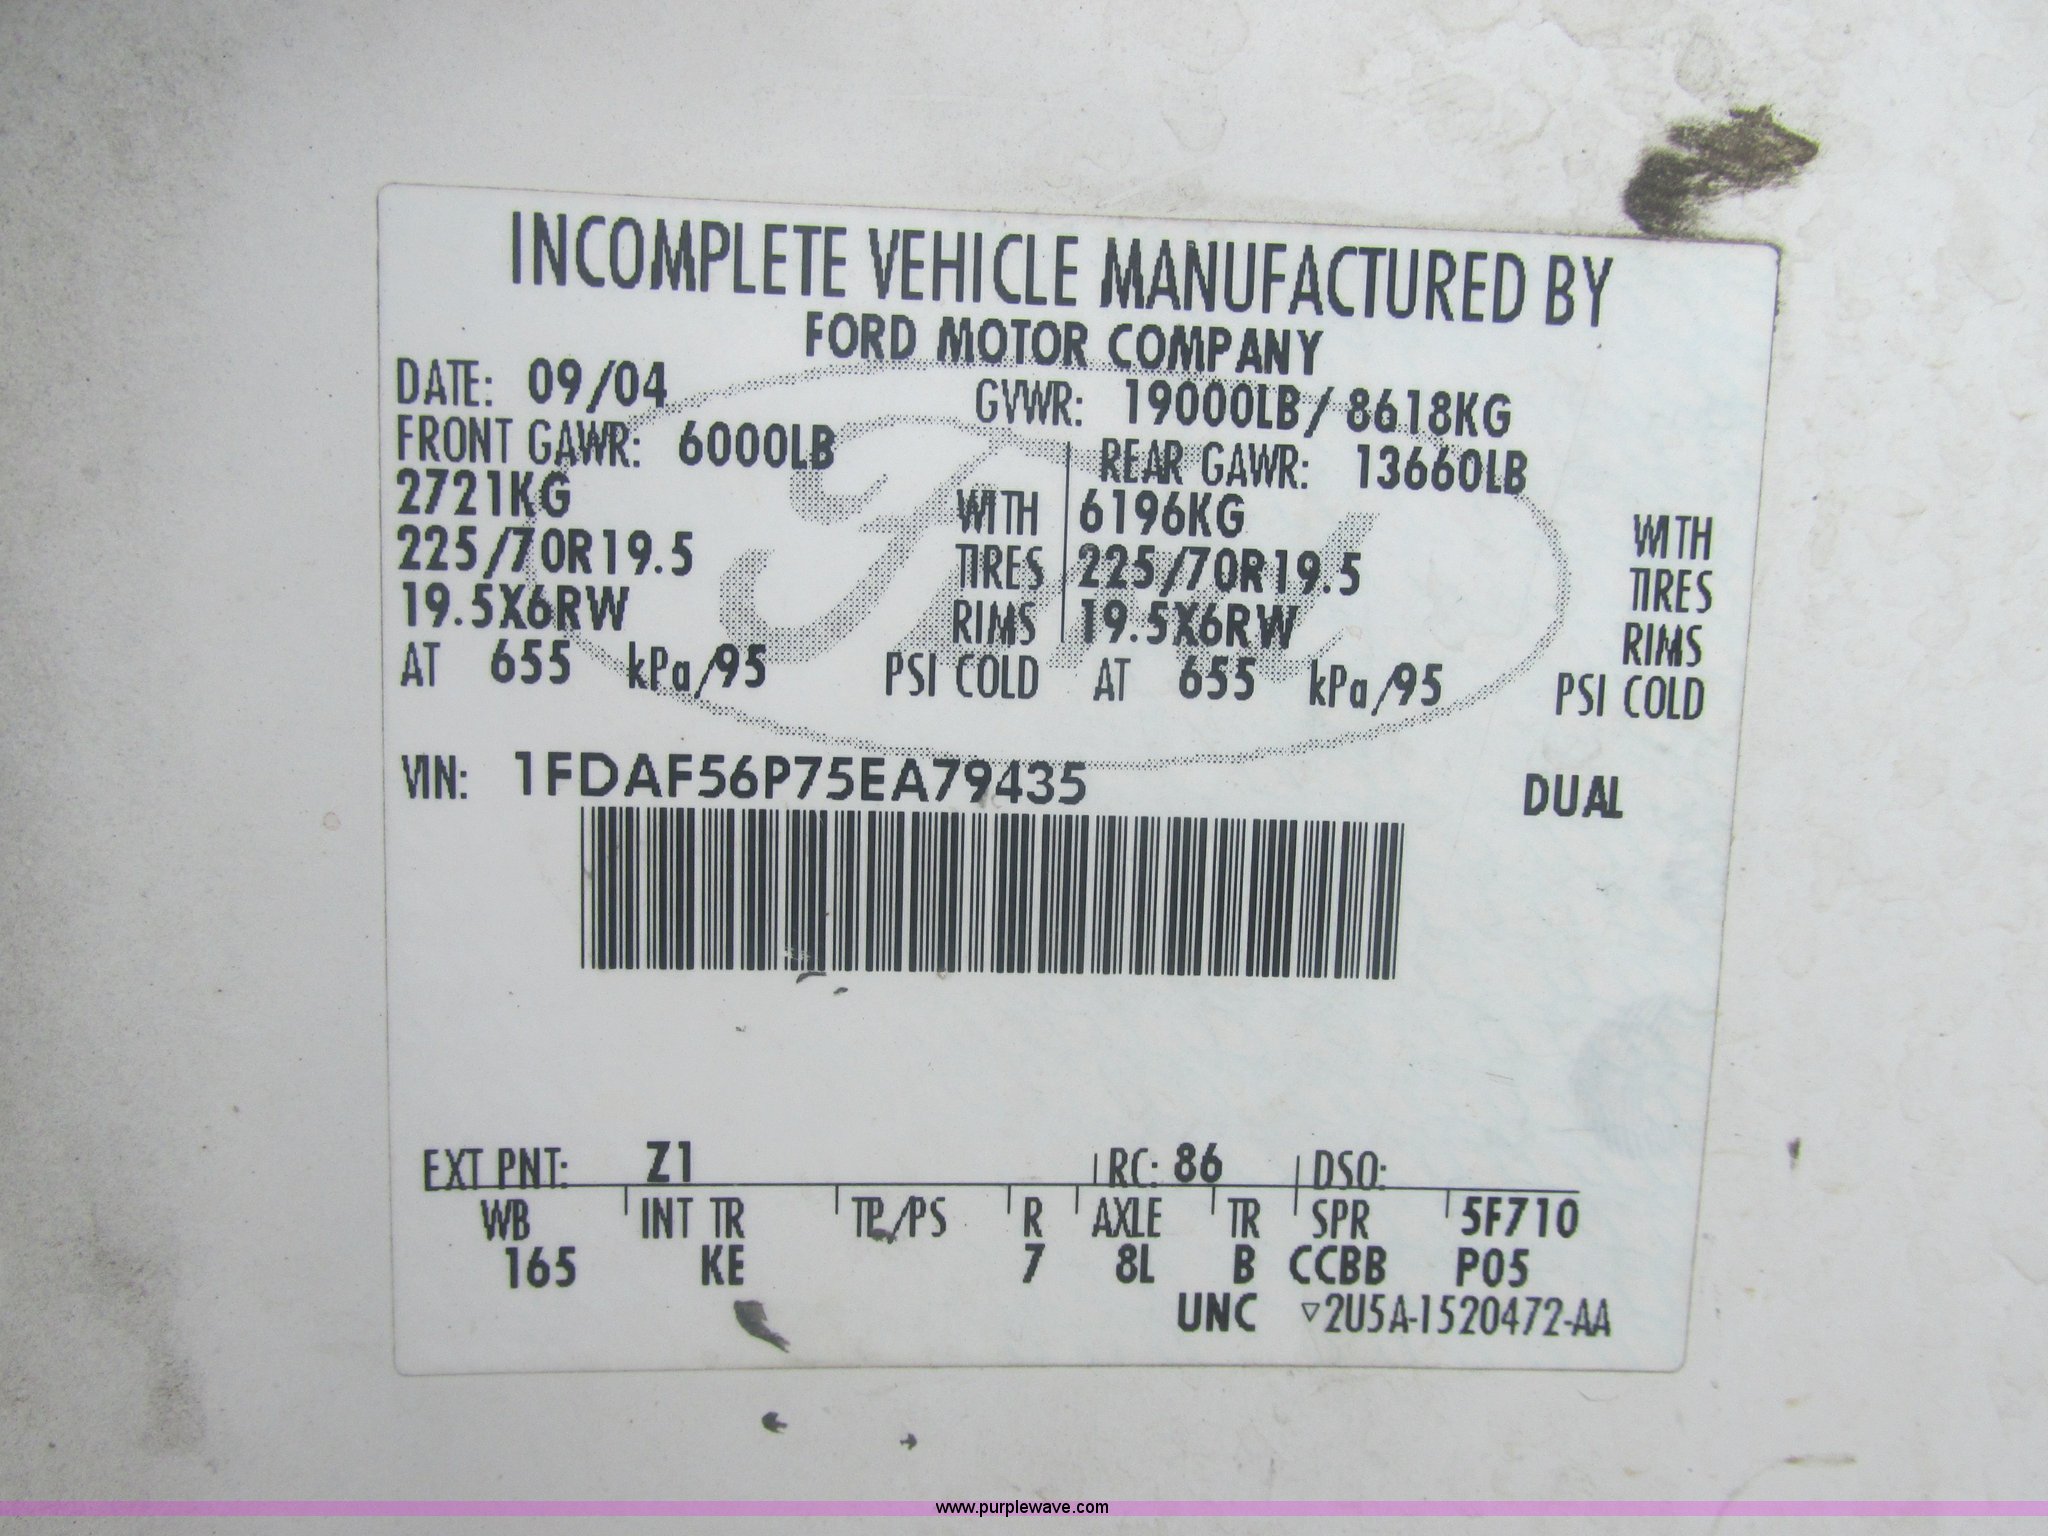 INCOMPLETE VEHICLE MANUFACTURED BY
FORD MOTOR COMPANY
DATE: 09/04 GVWR: 19000LB/ 8618KG
FRONT GAWR: 6000LB REAR GAWR: 13660LB
2721KG WITH 6196KG WITH
225/70R19.5 TIRES 225/70R19.5 TIRES
19.5X6RW RIMS 19.5X6RW RIMS
AT 655 kPa/95 PSI COLD AT 655 kPa/95 PSI COLD
VIN: 1FDAF56P75EA79435 DUAL
EXT PNT: Z1 RC: 86 DSO:
WB INT TR TP/PS R AXLE TR SPR 5F710
165 KE 7 8L B CCBB P05
UNC ▽2U5A-1520472-AA
Ford
www.purplewave.com